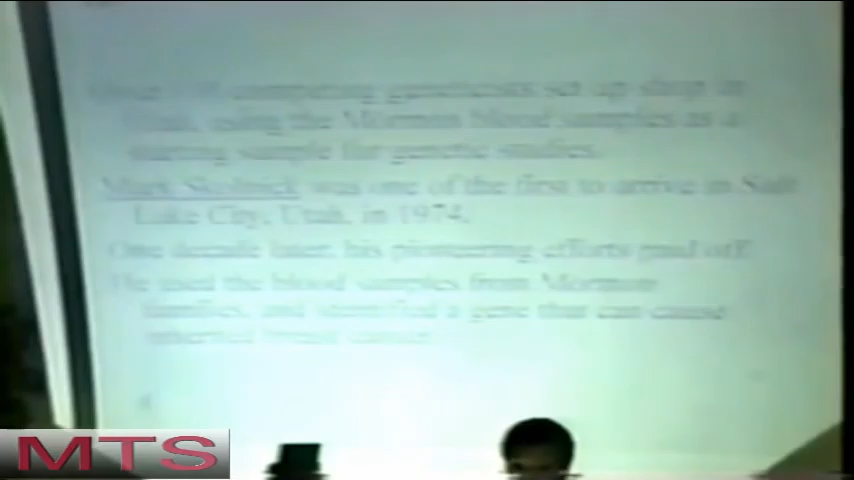 competing geneticists set up shop in
Utah, using the Mormon blood samples as a
starting sample for genetic studies.
Mark Skolnick was one of the first to arrive in Salt
Lake City, Utah, in 1974.
One decade later, his pioneering efforts paid off.
He used the blood samples from Mormon
families, and identified a gene that can cause
inherited breast cancer.
MTS